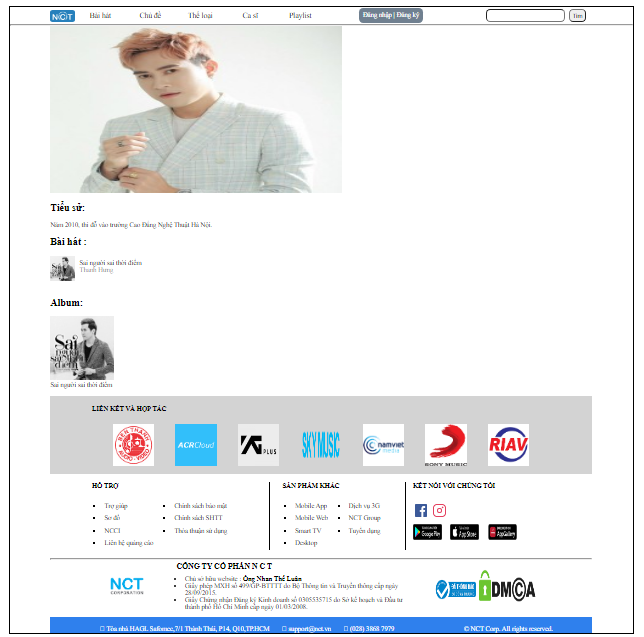 NCT Bài hát Chủ đề Thể loại Ca sĩ Playlist Đăng nhập | Đăng ký Tìm
Tiểu sử:
Năm 2010, thi đỗ vào trường Cao Đẳng Nghệ Thuật Hà Nội.
Bài hát :
Sai người sai thời điểm
Thanh Hưng
Album:
Sai người sai thời điểm
LIÊN KẾT VÀ HỢP TÁC
BẾN THÀNH
AUDIO - VIDEO
ACRCloud
YG PLUS
SKY MUSIC
namviet
media
SONY MUSIC
RIAV
HỖ TRỢ
Trợ giúp
Sơ đồ
NCCI
Liên hệ quảng cáo
Chính sách bảo mật
Chính sách SHTT
Thỏa thuận sử dụng
SẢN PHẨM KHÁC
Mobile App
Mobile Web
Smart TV
Desktop
Dịch vụ 3G
NCT Group
Tuyển dụng
KẾT NỐI VỚI CHÚNG TÔI
Google Play
App Store
AppGallery
NCT
CORPORATION
CÔNG TY CỔ PHẦN N C T
Chủ sở hữu website : Ông Nhan Thế Luân
Giấy phép MXH số 499/GP-BTTTT do Bộ Thông tin và Truyền thông cấp ngày
28/09/2015.
Giấy Chứng nhận Đăng ký Kinh doanh số 0305535715 do Sở kế hoạch và Đầu tư
thành phố Hồ Chí Minh cấp ngày 01/03/2008.
DMCA
Tòa nhà HAGL Safomec,7/1 Thành Thái, P14, Q10,TP.HCM support@nct.vn (028) 3868 7979 © NCT Corp. All rights reserved.